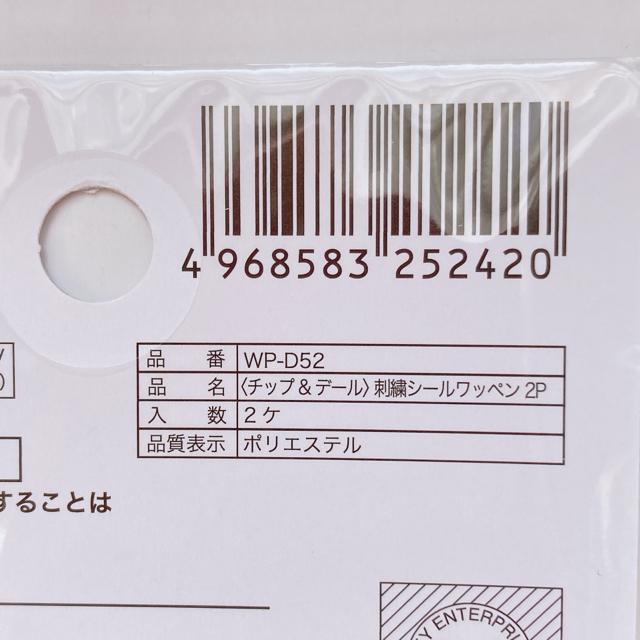 4 968583 252420
品 番 WP-D52
品 名 〈チップ&デール〉刺繍シールワッペン 2P
入 数 2ケ
品質表示 ポリエステル
することは
ENTERPRI